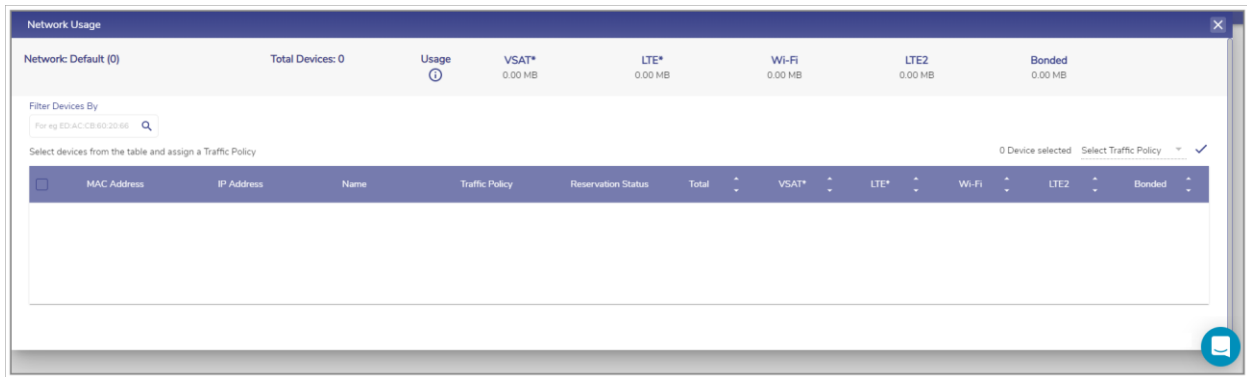 Network Usage
Network: Default (0) Total Devices: 0 Usage VSAT* LTE* Wi-Fi LTE2 Bonded
0.00 MB 0.00 MB 0.00 MB 0.00 MB 0.00 MB
Filter Devices By
For eg ED:AC:CB:60:20:66
Select devices from the table and assign a Traffic Policy 0 Device selected Select Traffic Policy
MAC Address IP Address Name Traffic Policy Reservation Status Total VSAT* LTE* Wi-Fi LTE2 Bonded